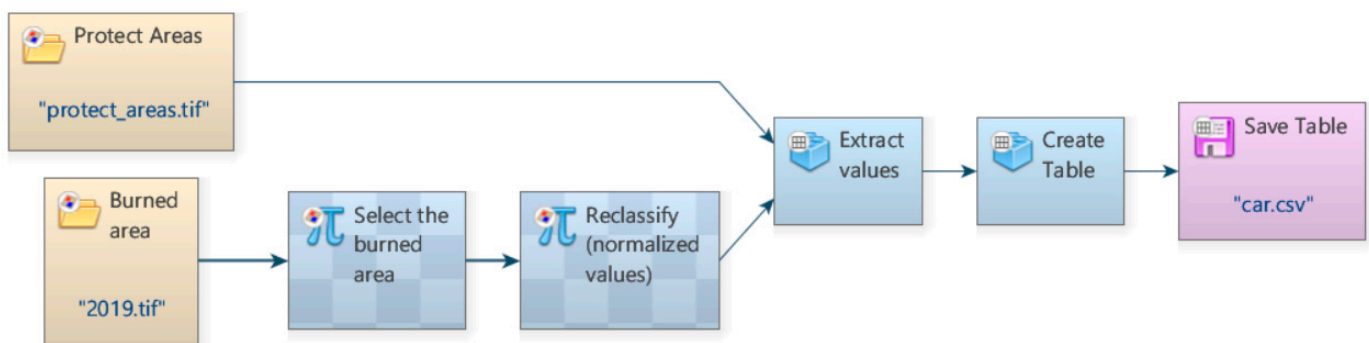 Protect Areas
"protect_areas.tif"
Burned
area
"2019.tif"
Select the
burned
area
Reclassify
(normalized
values)
Extract
values
Create
Table
Save Table
"car.csv"